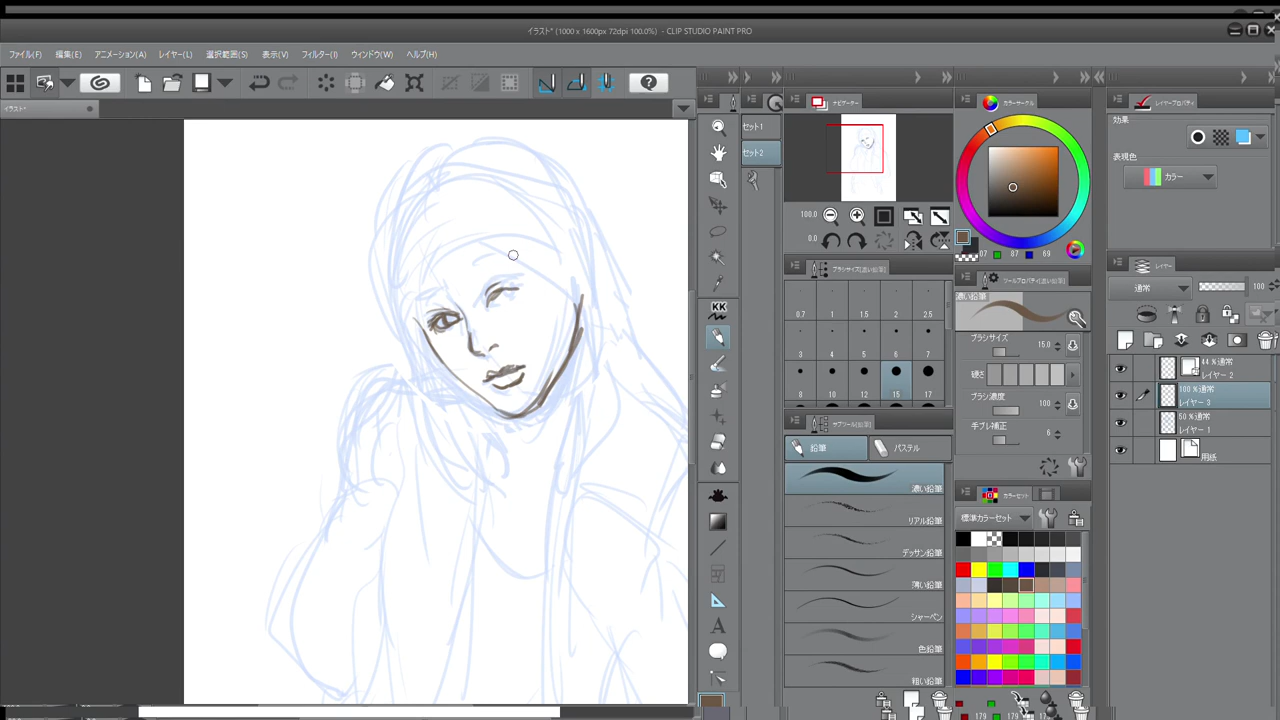 イラスト* (1000 x 1600px 72dpi 100.0%) - CLIP STUDIO PAINT PRO
ファイル(F) 編集(E) アニメーション(A) レイヤー(L) 選択範囲(S) 表示(V) フィルター(I) ウィンドウ(W) ヘルプ(H)
イラスト*
セット1
セット2
KK
A
ナビゲーター
100.0
0.0
ブラシサイズ[濃い鉛筆]
0.7 1 2 2.5
3 4 5 6 7
8 10 12 15 17
サブツール[鉛筆]
鉛筆 パステル
濃い鉛筆
リアル鉛筆
デッサン鉛筆
薄い鉛筆
シャーペン
色鉛筆
粗い鉛筆
カラーサークル
07 87 69
ツールプロパティ[濃い鉛筆]
濃い鉛筆
ブラシサイズ 15.0
硬さ
ブラシ濃度 100
手ブレ補正 6
カラーセット
標準カラーセット
レイヤープロパティ
効果
表現色
カラー
レイヤー
通常 100
44 %通常
レイヤー 2
100 %通常
レイヤー 3
50 %通常
レイヤー 1
用紙